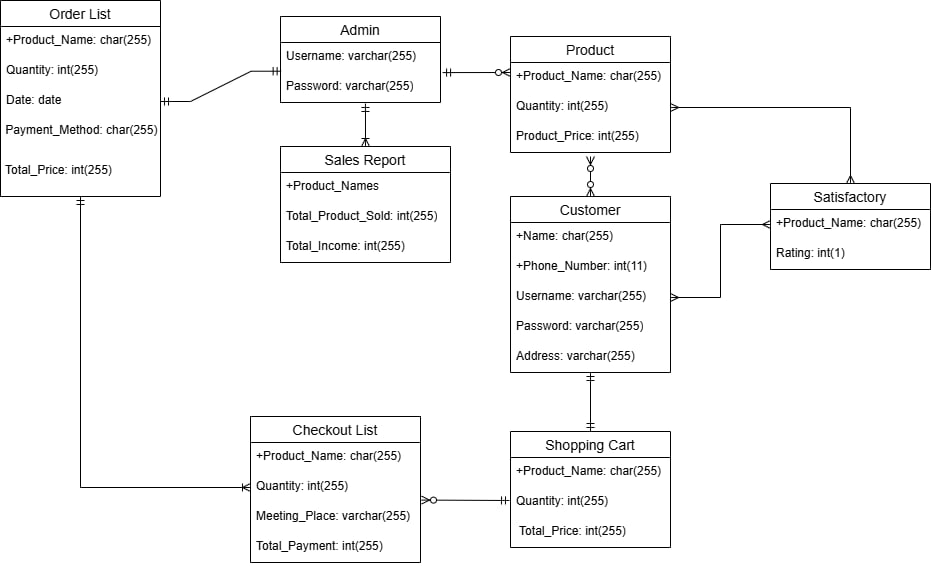 Order List
+Product_Name: char(255)
Quantity: int(255)
Date: date
Payment_Method: char(255)
Total_Price: int(255)
Admin
Username: varchar(255)
Password: varchar(255)
Product
+Product_Name: char(255)
Quantity: int(255)
Product_Price: int(255)
Sales Report
+Product_Names
Total_Product_Sold: int(255)
Total_Income: int(255)
Satisfactory
+Product_Name: char(255)
Rating: int(1)
Customer
+Name: char(255)
+Phone_Number: int(11)
Username: varchar(255)
Password: varchar(255)
Address: varchar(255)
Checkout List
+Product_Name: char(255)
Quantity: int(255)
Meeting_Place: varchar(255)
Total_Payment: int(255)
Shopping Cart
+Product_Name: char(255)
Quantity: int(255)
Total_Price: int(255)